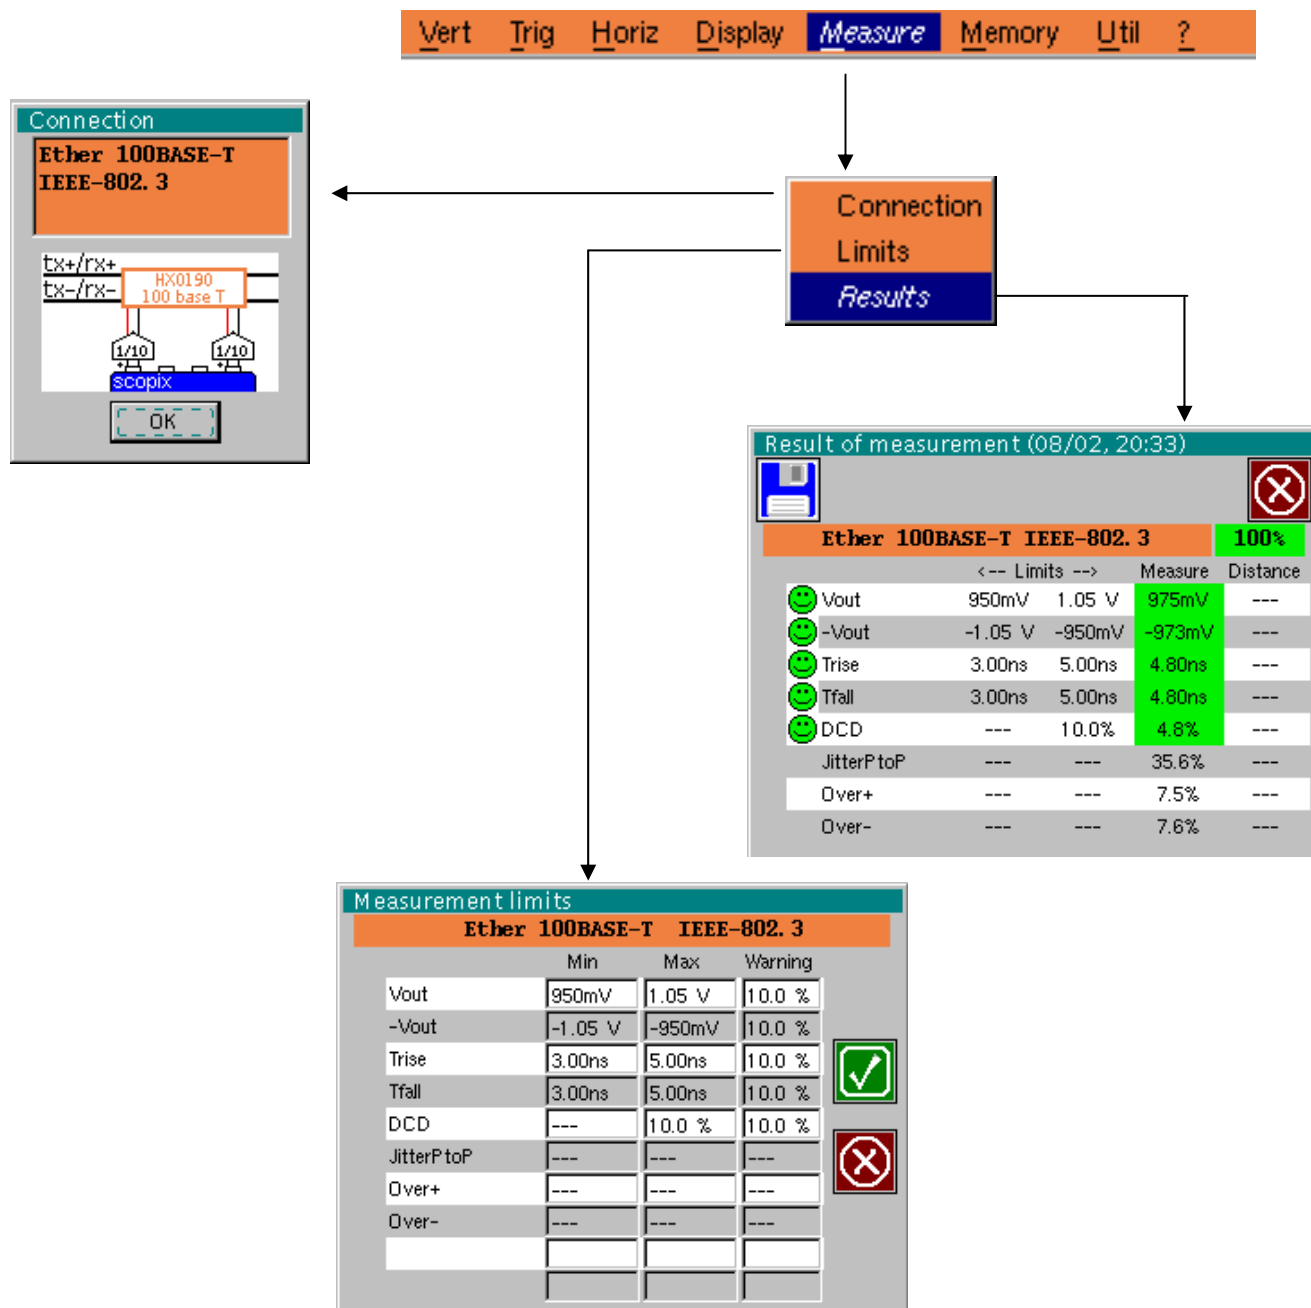 Vert Trig Horiz Display Measure Memory Util ?
Connection
Ether 100BASE-T
IEEE-802.3
tx+/rx+
tx-/rx-
HX0190
100 base T
1/10 1/10
+ +
scopix
OK
Connection
Limits
Results
Result of measurement (08/02, 20:33)
Ether 100BASE-T IEEE-802.3 100%
<-- Limits --> Measure Distance
Vout 950mV 1.05 V 975mV ---
-Vout -1.05 V -950mV -973mV ---
Trise 3.00ns 5.00ns 4.80ns ---
Tfall 3.00ns 5.00ns 4.80ns ---
DCD --- 10.0% 4.8% ---
JitterPtoP --- --- 35.6% ---
Over+ --- --- 7.5% ---
Over- --- --- 7.6% ---
Measurement limits
Ether 100BASE-T IEEE-802.3
Min Max Warning
Vout 950mV 1.05 V 10.0 %
-Vout -1.05 V -950mV 10.0 %
Trise 3.00ns 5.00ns 10.0 %
Tfall 3.00ns 5.00ns 10.0 %
DCD --- 10.0 % 10.0 %
JitterPtoP --- --- ---
Over+ --- --- ---
Over- --- --- ---